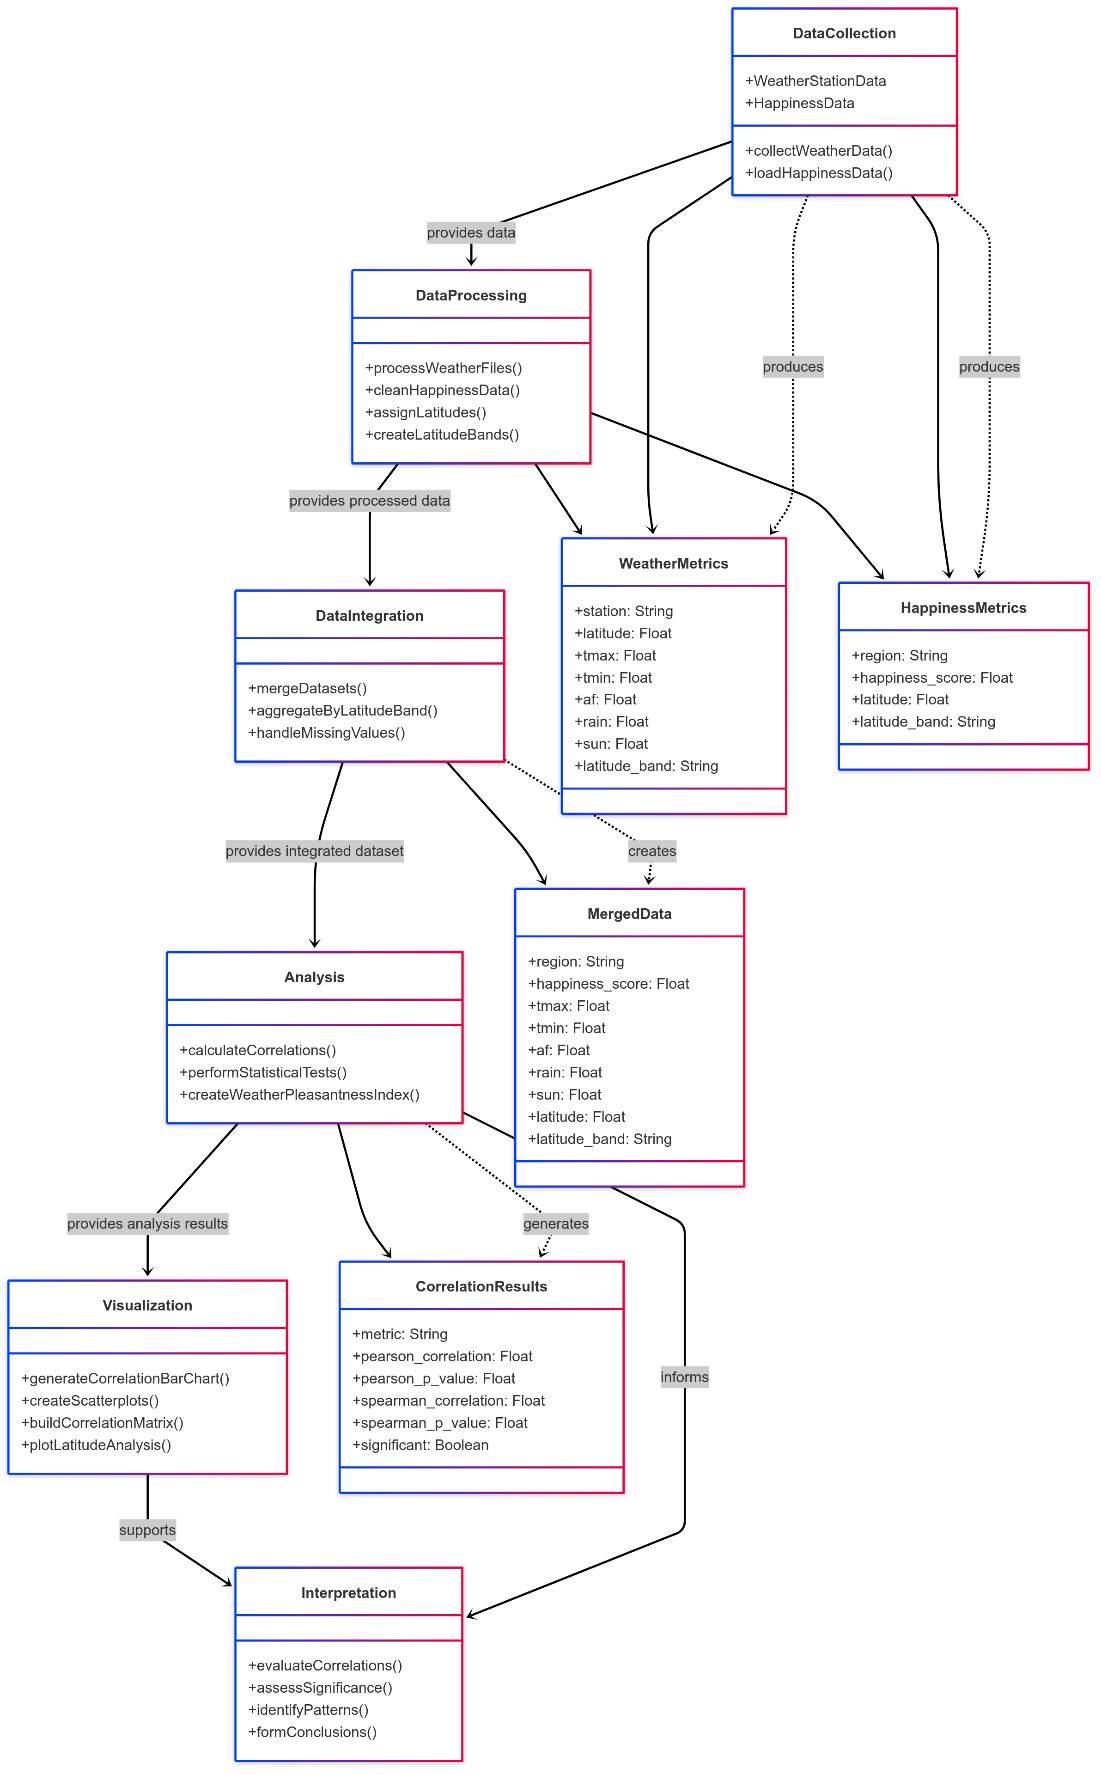 DataCollection
+WeatherStationData
+HappinessData
+collectWeatherData()
+loadHappinessData()
provides data
DataProcessing
+processWeatherFiles()
+cleanHappinessData()
+assignLatitudes()
+createLatitudeBands()
produces
produces
provides processed data
WeatherMetrics
+station: String
+latitude: Float
+tmax: Float
+tmin: Float
+af: Float
+rain: Float
+sun: Float
+latitude_band: String
HappinessMetrics
+region: String
+happiness_score: Float
+latitude: Float
+latitude_band: String
DataIntegration
+mergeDatasets()
+aggregateByLatitudeBand()
+handleMissingValues()
provides integrated dataset
creates
MergedData
+region: String
+happiness_score: Float
+tmax: Float
+tmin: Float
+af: Float
+rain: Float
+sun: Float
+latitude: Float
+latitude_band: String
Analysis
+calculateCorrelations()
+performStatisticalTests()
+createWeatherPleasantnessIndex()
provides analysis results
generates
Visualization
+generateCorrelationBarChart()
+createScatterplots()
+buildCorrelationMatrix()
+plotLatitudeAnalysis()
CorrelationResults
+metric: String
+pearson_correlation: Float
+pearson_p_value: Float
+spearman_correlation: Float
+spearman_p_value: Float
+significant: Boolean
informs
supports
Interpretation
+evaluateCorrelations()
+assessSignificance()
+identifyPatterns()
+formConclusions()